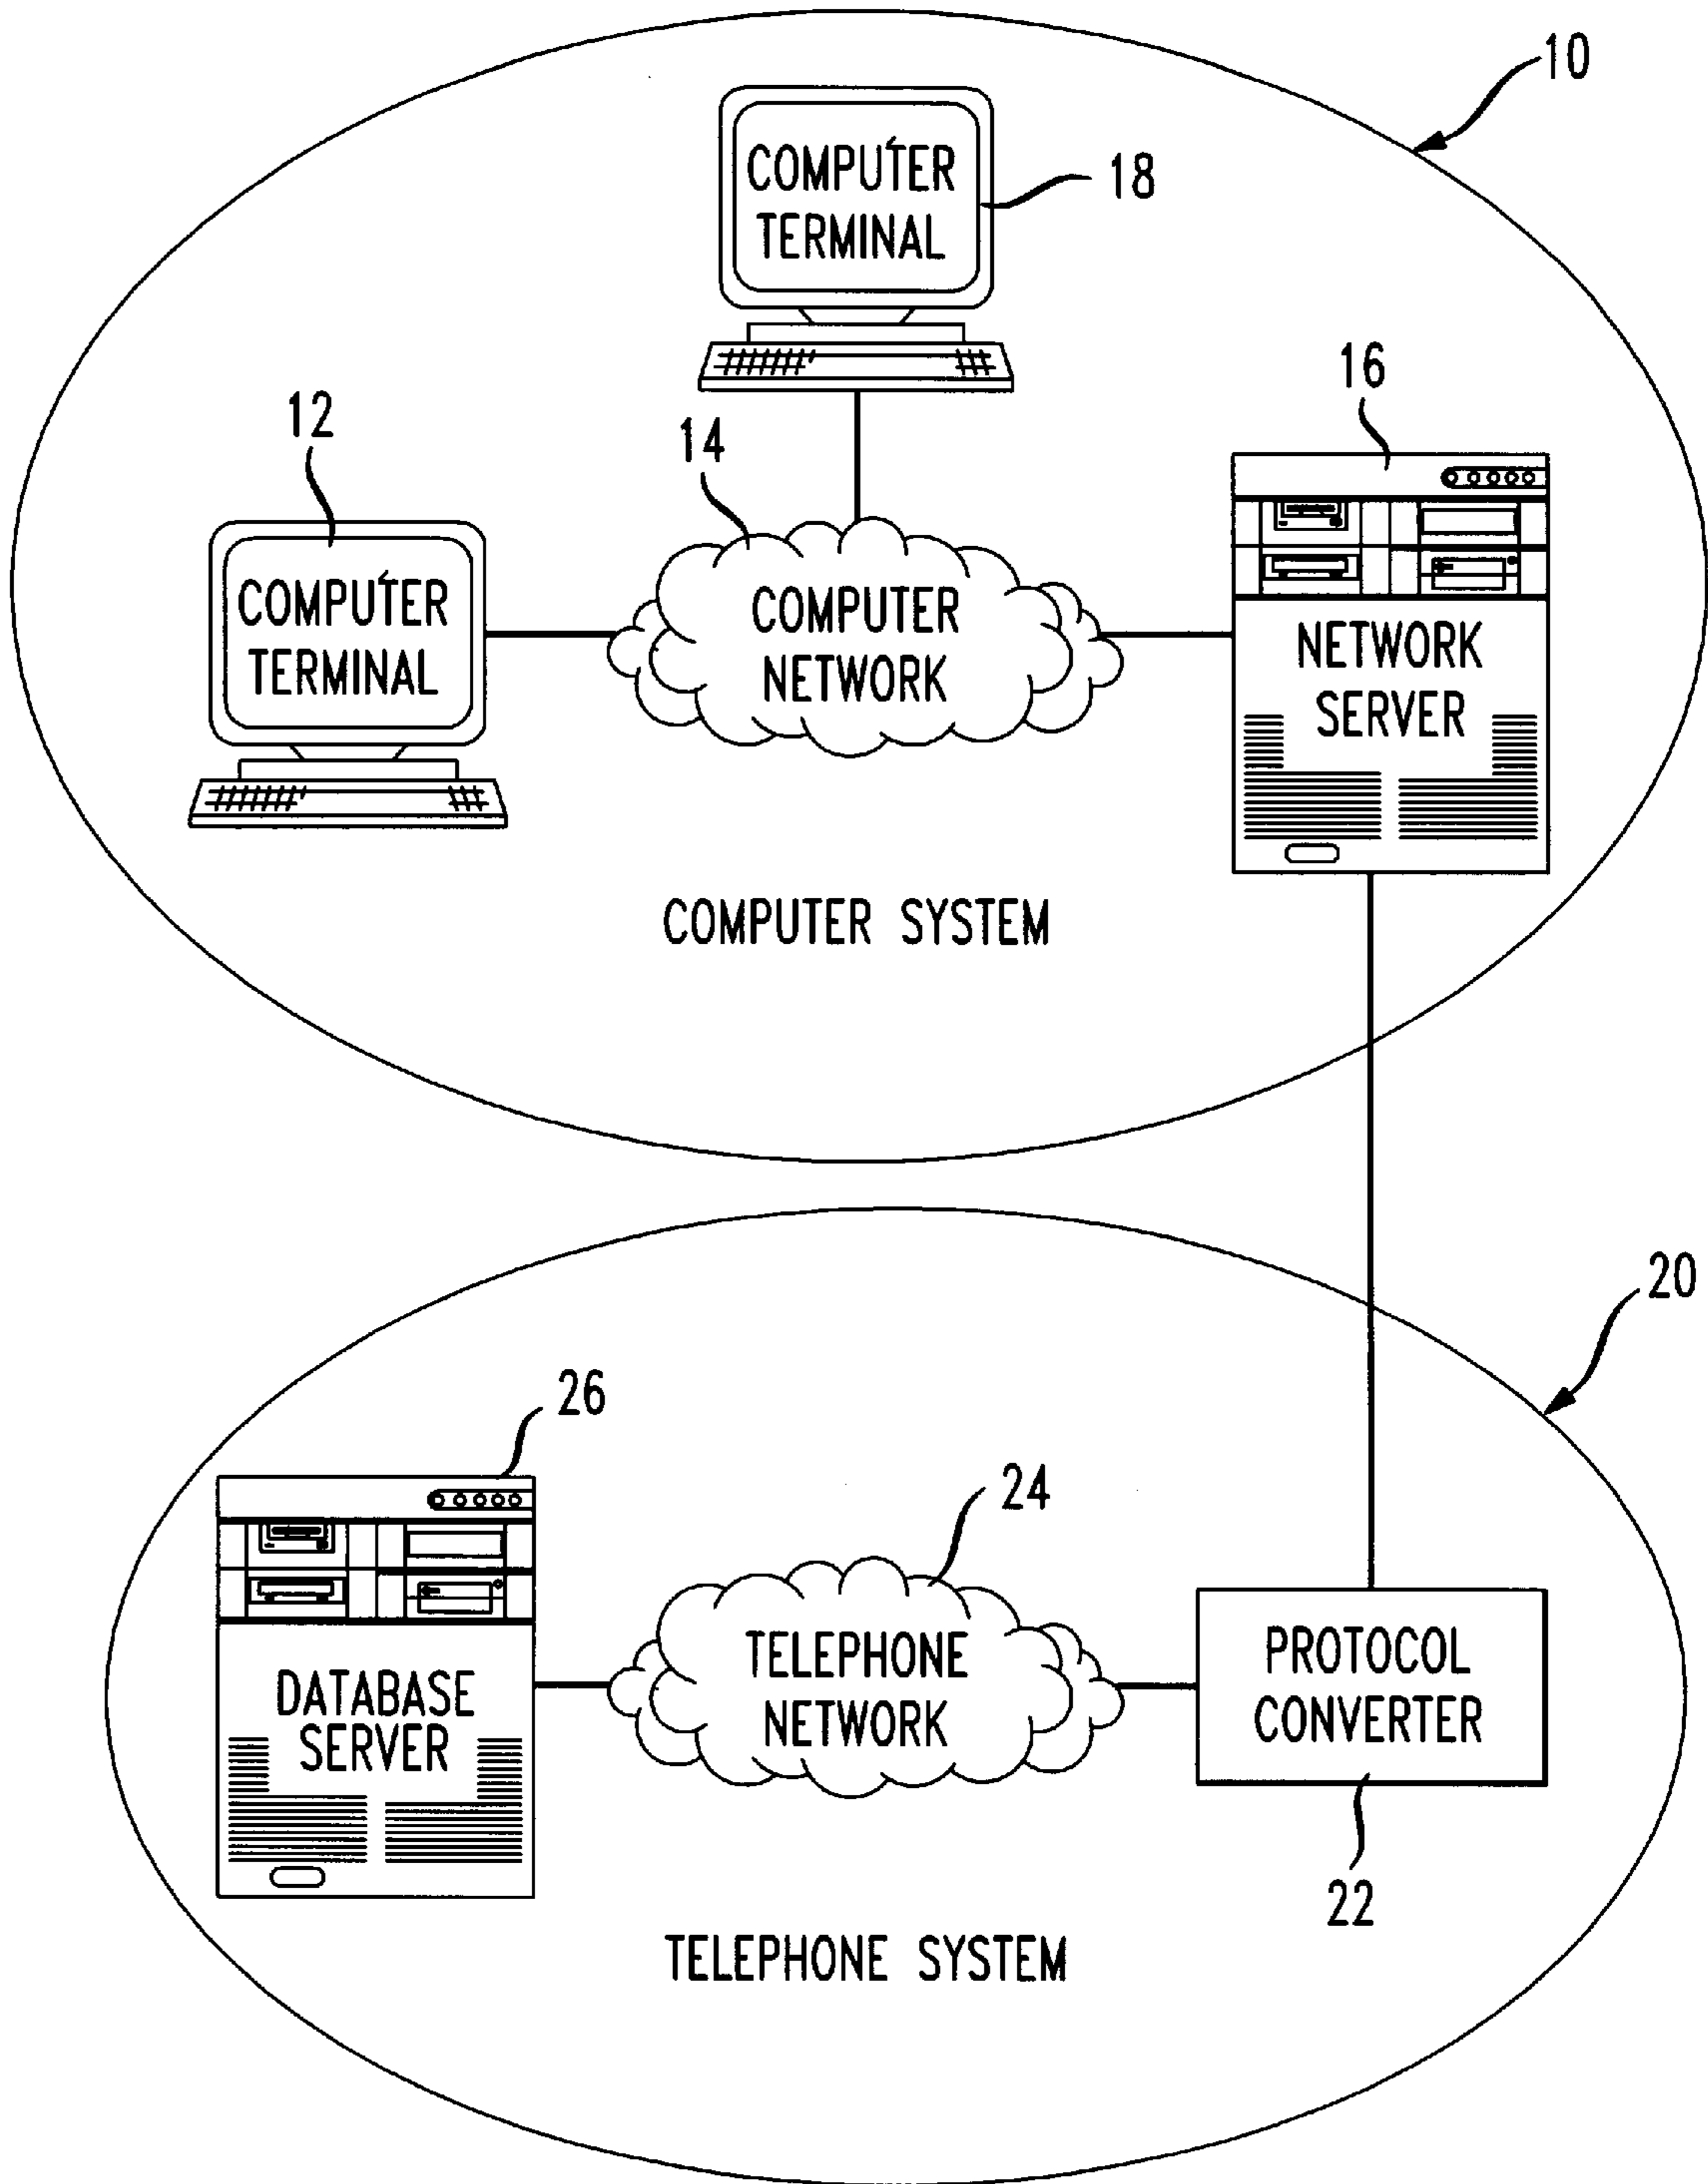 10
COMPUTER
TERMINAL
18
16
12
14
COMPUTER
TERMINAL
COMPUTER
NETWORK
NETWORK
SERVER
COMPUTER SYSTEM
20
26
24
DATABASE
SERVER
TELEPHONE
NETWORK
PROTOCOL
CONVERTER
22
TELEPHONE SYSTEM